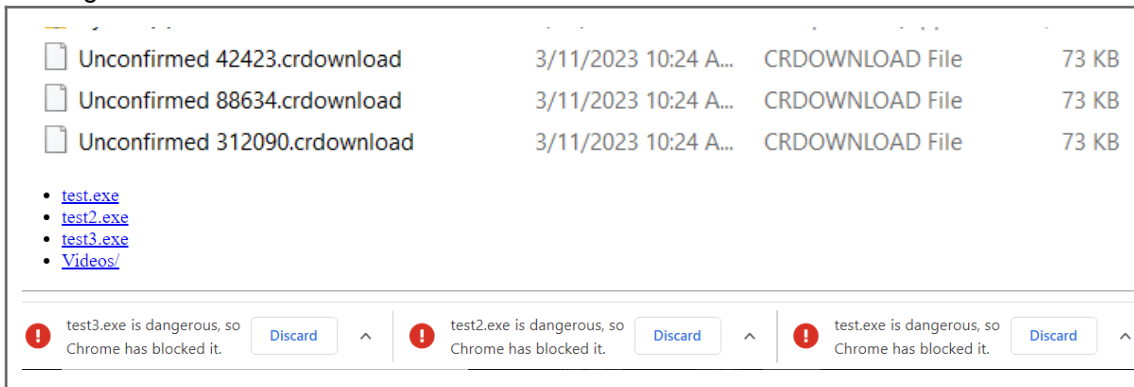 Unconfirmed 42423.crdownload 3/11/2023 10:24 A... CRDOWNLOAD File 73 KB
Unconfirmed 88634.crdownload 3/11/2023 10:24 A... CRDOWNLOAD File 73 KB
Unconfirmed 312090.crdownload 3/11/2023 10:24 A... CRDOWNLOAD File 73 KB
• test.exe
• test2.exe
• test3.exe
• Videos/
test3.exe is dangerous, so
Chrome has blocked it.
Discard
test2.exe is dangerous, so
Chrome has blocked it.
Discard
test.exe is dangerous, so
Chrome has blocked it.
Discard